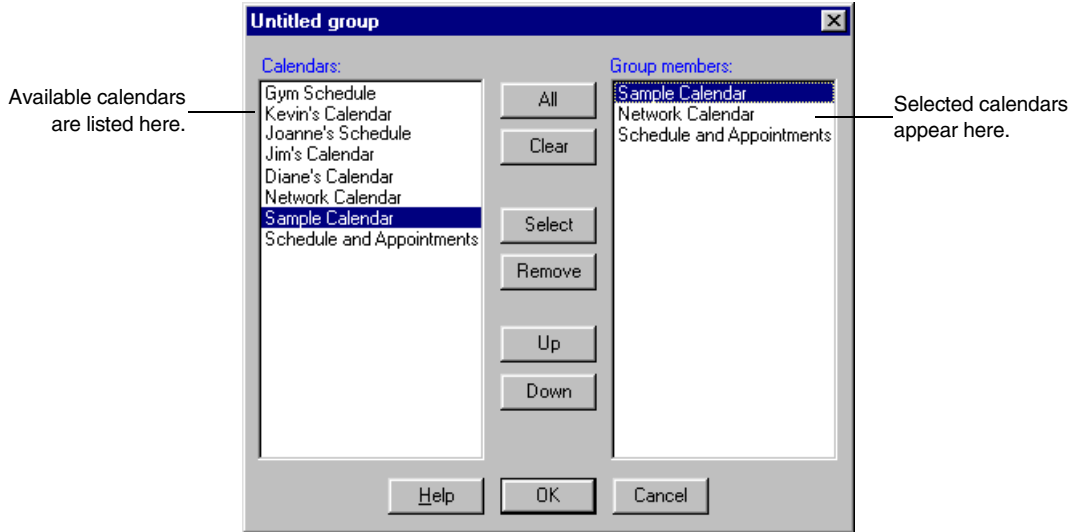 Untitled group
Calendars:
Group members:
Available calendars
are listed here.
Gym Schedule
Kevin's Calendar
Joanne's Schedule
Jim's Calendar
Diane's Calendar
Network Calendar
Sample Calendar
Schedule and Appointments
All
Clear
Select
Remove
Up
Down
Sample Calendar
Network Calendar
Schedule and Appointments
Selected calendars
appear here.
Help
OK
Cancel